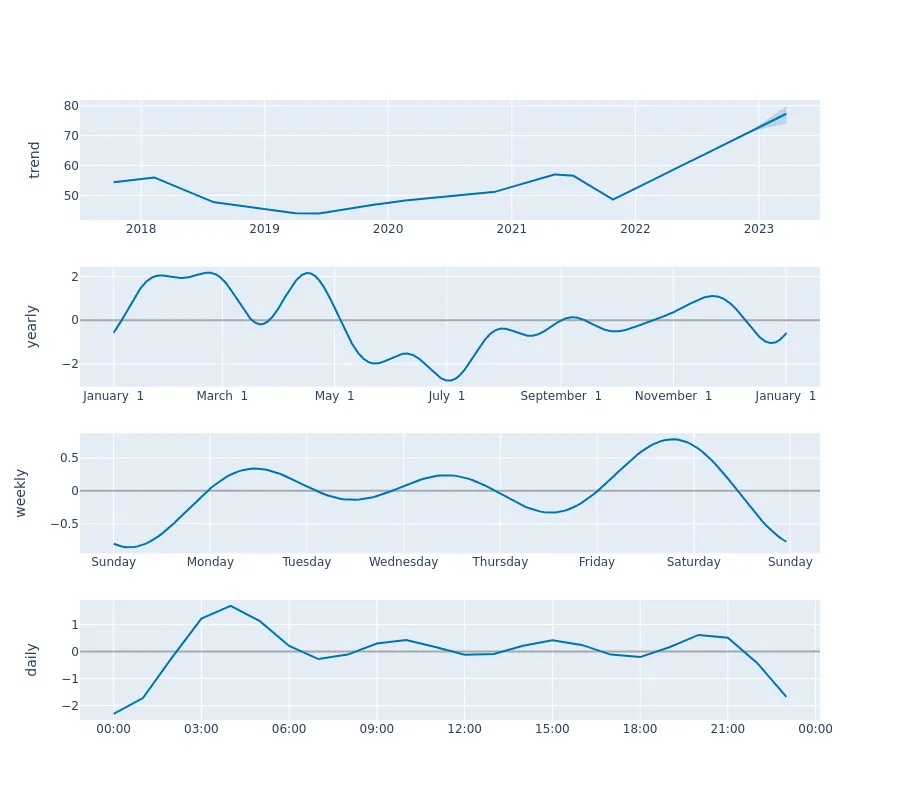 trend
80
70
60
50
2018 2019 2020 2021 2022 2023
yearly
2
0
−2
January 1 March 1 May 1 July 1 September 1 November 1 January 1
weekly
0.5
0
−0.5
Sunday Monday Tuesday Wednesday Thursday Friday Saturday Sunday
daily
1
0
−1
−2
00:00 03:00 06:00 09:00 12:00 15:00 18:00 21:00 00:00